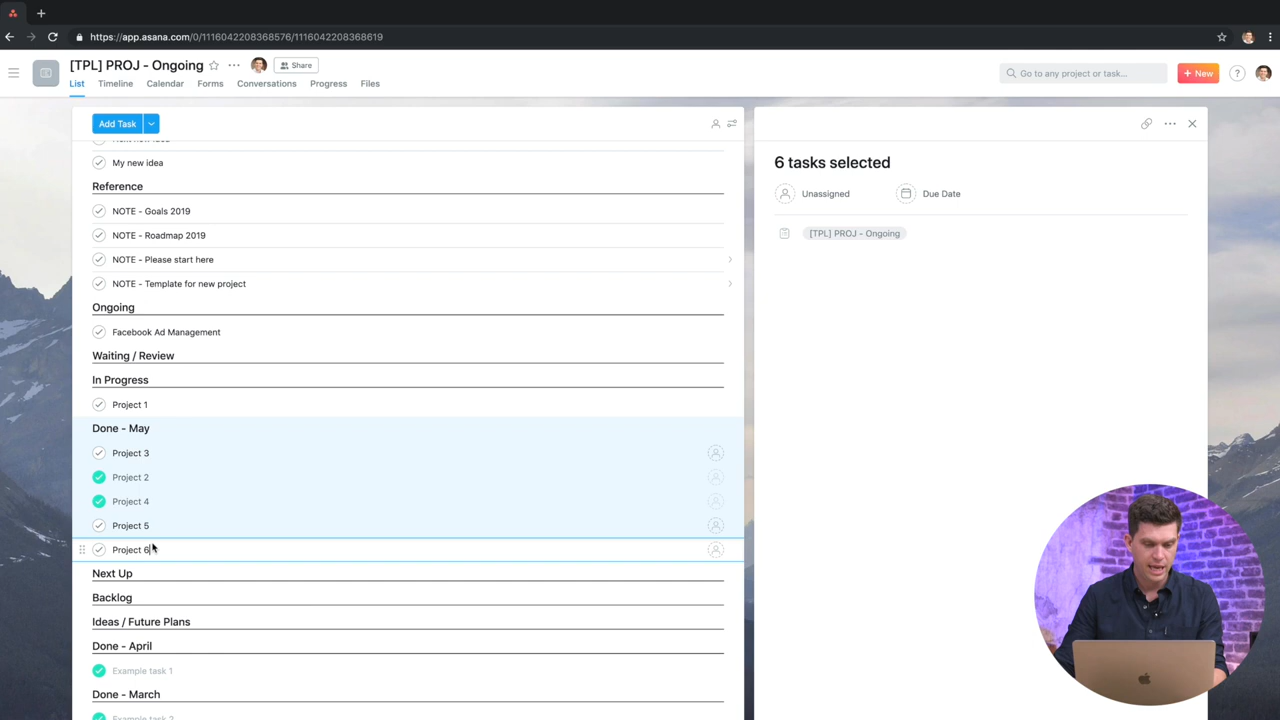 https://app.asana.com/0/1116042208368576/1116042208368619
[TPL] PROJ - Ongoing
Share
Go to any project or task...
+ New
?
List
Timeline
Calendar
Forms
Conversations
Progress
Files
Add Task
My new idea
Reference
NOTE - Goals 2019
NOTE - Roadmap 2019
NOTE - Please start here
NOTE - Template for new project
Ongoing
Facebook Ad Management
Waiting / Review
In Progress
Project 1
Done - May
Project 3
Project 2
Project 4
Project 5
Project 6
Next Up
Backlog
Ideas / Future Plans
Done - April
Example task 1
Done - March
Example task 2
6 tasks selected
Unassigned
Due Date
[TPL] PROJ - Ongoing